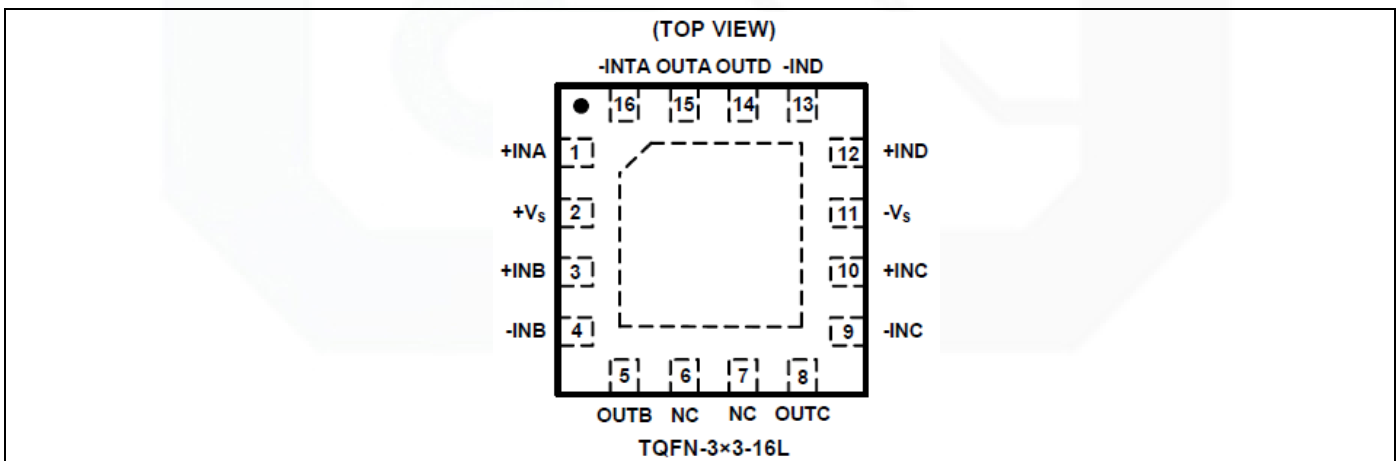 (TOP VIEW)
-INTA OUTA OUTD -IND
16 15 14 13
+INA 1 12 +IND
+VS 2 11 -VS
+INB 3 10 +INC
-INB 4 9 -INC
5 6 7 8
OUTB NC NC OUTC
TQFN-3×3-16L